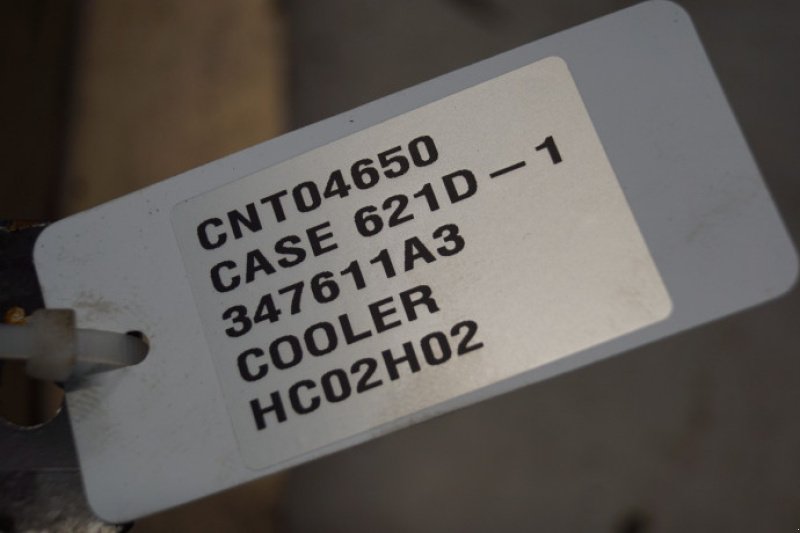 CNT04650
CASE 621D – 1
347611A3
COOLER
HC02H02